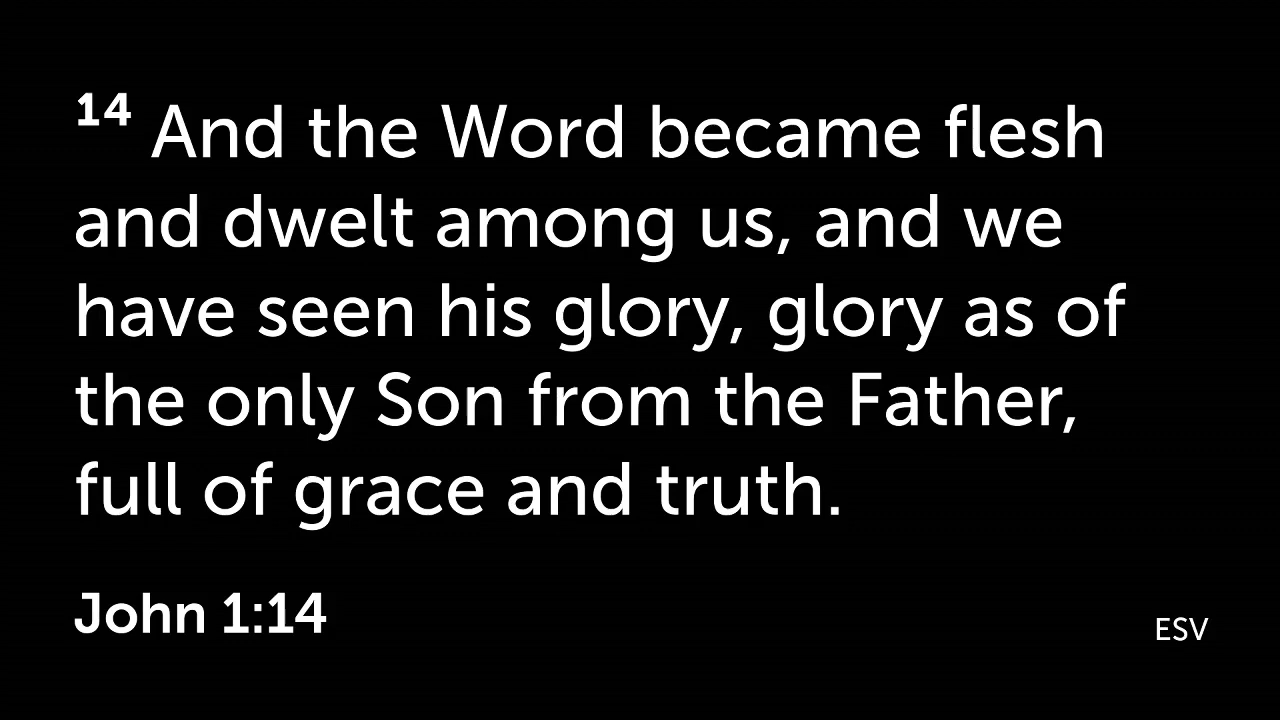 14 And the Word became flesh
and dwelt among us, and we
have seen his glory, glory as of
the only Son from the Father,
full of grace and truth.
John 1:14
ESV